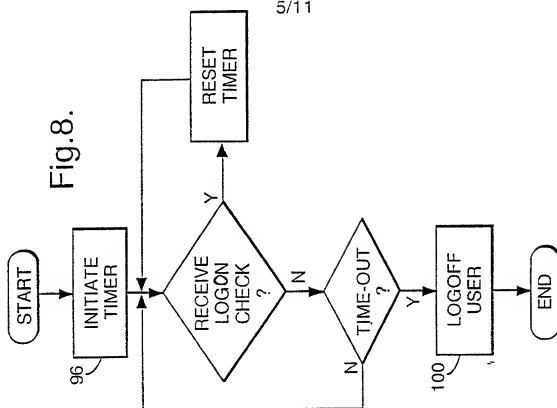 5/11
Fig.8.
START
INITIATE
TIMER
96
RECEIVE
LOGON
CHECK
?
Y
RESET
TIMER
N
TIME-OUT
?
N
Y
LOGOFF
USER
100
END